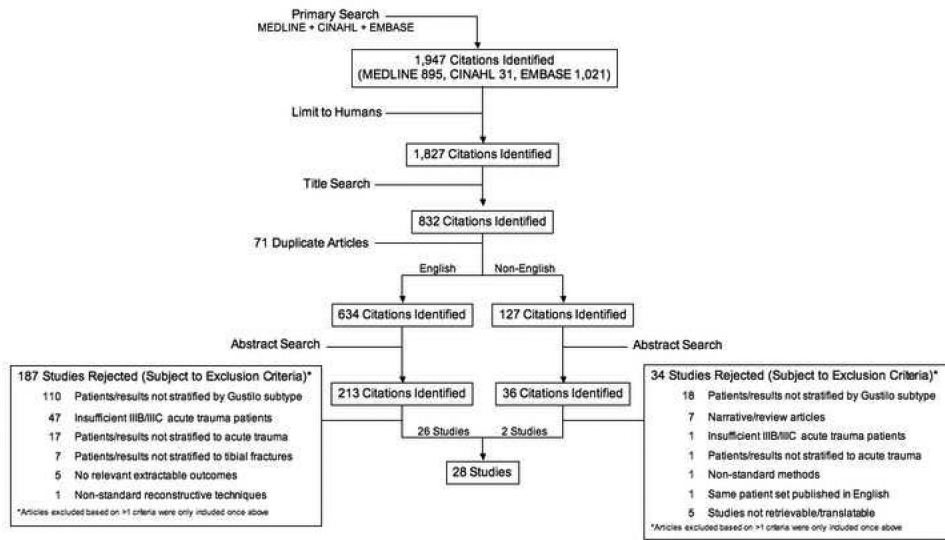 Primary Search
MEDLINE + CINAHL + EMBASE
1,947 Citations Identified
(MEDLINE 895, CINAHL 31, EMBASE 1,021)
Limit to Humans
1,827 Citations Identified
Title Search
832 Citations Identified
71 Duplicate Articles
English
Non-English
634 Citations Identified
127 Citations Identified
Abstract Search
Abstract Search
187 Studies Rejected (Subject to Exclusion Criteria)*
110 Patients/results not stratified by Gustilo subtype
47 Insufficient IIIB/IIIC acute trauma patients
17 Patients/results not stratified to acute trauma
7 Patients/results not stratified to tibial fractures
5 No relevant extractable outcomes
1 Non-standard reconstructive techniques
*Articles excluded based on >1 criteria were only included once above
213 Citations Identified
36 Citations Identified
34 Studies Rejected (Subject to Exclusion Criteria)*
18 Patients/results not stratified by Gustilo subtype
7 Narrative/review articles
1 Insufficient IIIB/IIIC acute trauma patients
1 Patients/results not stratified to acute trauma
1 Non-standard methods
1 Same patient set published in English
5 Studies not retrievable/translatable
*Articles excluded based on >1 criteria were only included once above
26 Studies
2 Studies
28 Studies